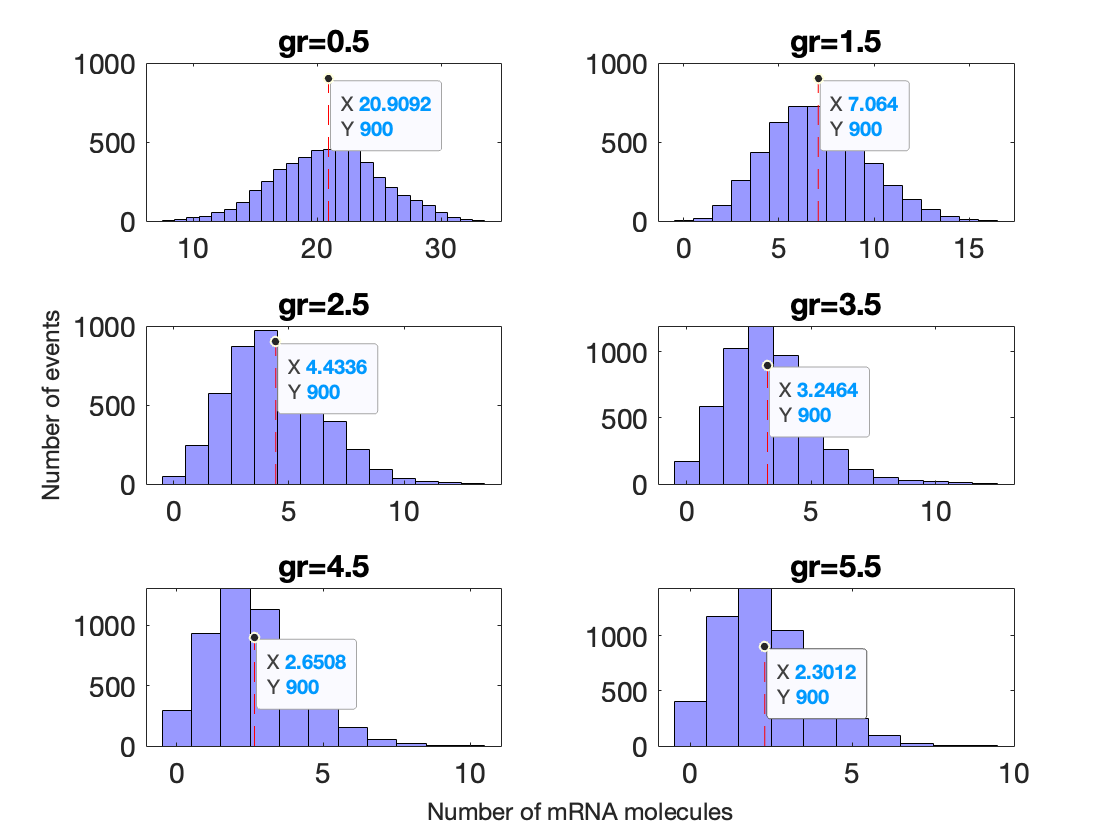 gr=0.5
1000
500
0
X 20.9092
Y 900
10 20 30
gr=1.5
1000
500
0
X 7.064
Y 900
0 5 10 15
Number of events
gr=2.5
1000
500
0
X 4.4336
Y 900
0 5 10
gr=3.5
1000
500
0
X 3.2464
Y 900
0 5 10
gr=4.5
1000
500
0
X 2.6508
Y 900
0 5 10
gr=5.5
1000
500
0
X 2.3012
Y 900
0 5 10
Number of mRNA molecules